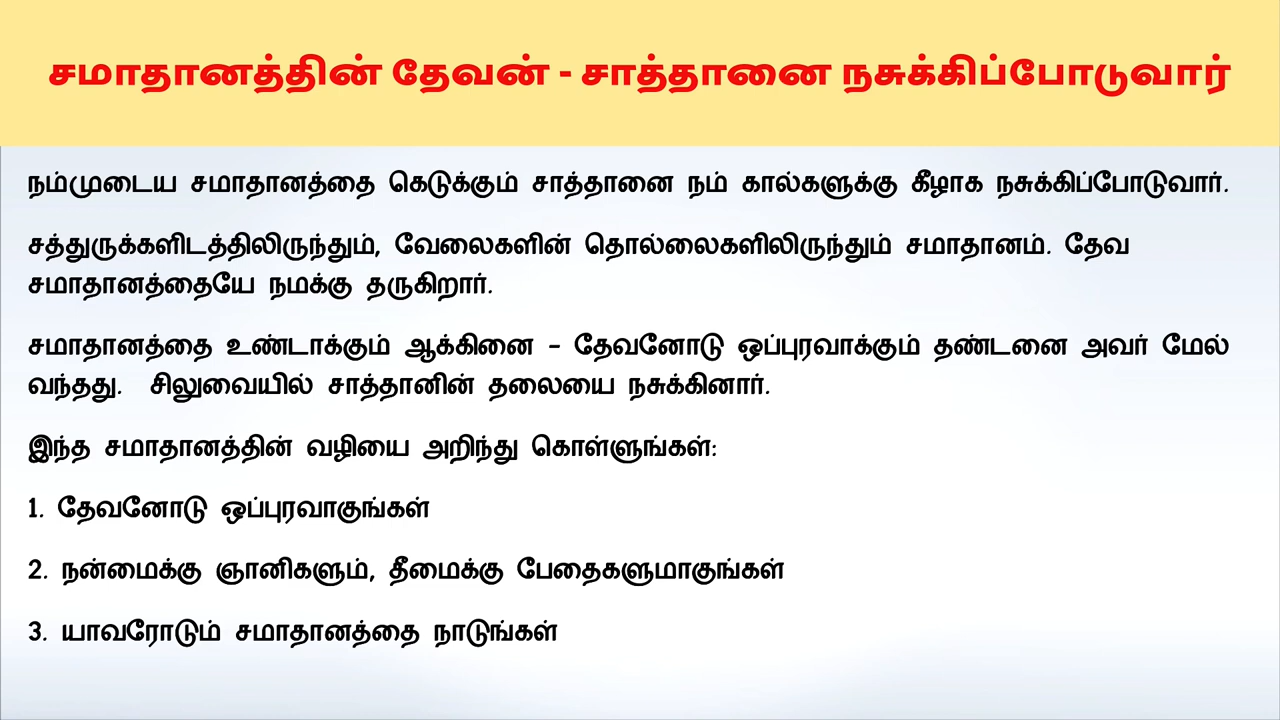 சமாதானத்தின் தேவன் - சாத்தானை நசுக்கிப்போடுவார்
நம்முடைய சமாதானத்தை கெடுக்கும் சாத்தானை நம் கால்களுக்கு கீழாக நசுக்கிப்போடுவார்.
சத்துருக்களிடத்திலிருந்தும், வேலைகளின் தொல்லைகளிலிருந்தும் சமாதானம். தேவ
சமாதானத்தையே நமக்கு தருகிறார்.
சமாதானத்தை உண்டாக்கும் ஆக்கினை - தேவனோடு ஒப்புரவாக்கும் தண்டனை அவர் மேல்
வந்தது. சிலுவையில் சாத்தானின் தலையை நசுக்கினார்.
இந்த சமாதானத்தின் வழியை அறிந்து கொள்ளுங்கள்:
1. தேவனோடு ஒப்புரவாகுங்கள்
2. நன்மைக்கு ஞானிகளும், தீமைக்கு பேதைகளுமாகுங்கள்
3. யாவரோடும் சமாதானத்தை நாடுங்கள்